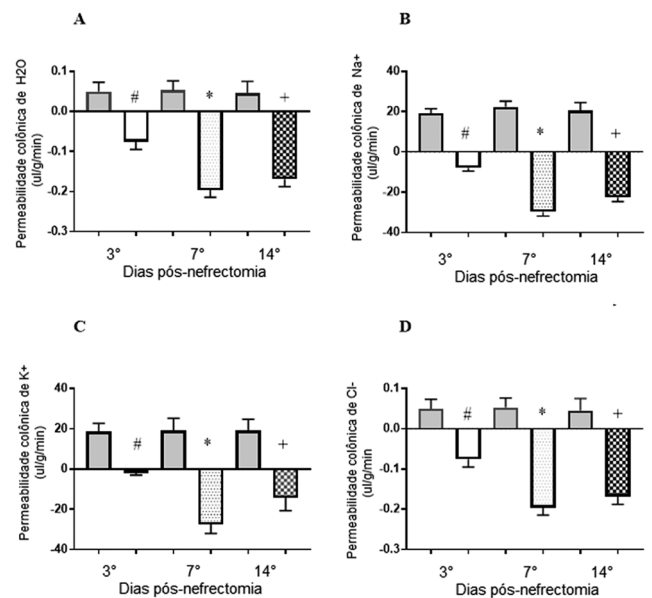 A
Permeabilidade colônica de H2O
(ul/g/min)
0.1
0.0
-0.1
-0.2
-0.3
#
*
+
3° 7° 14°
Dias pós-nefrectomia
B
Permeabilidade colônica de Na+
(ul/g/min)
40
20
0
-20
-40
#
*
+
3° 7° 14°
Dias pós-nefrectomia
C
Permeabilidade colônica de K+
(ul/g/min)
40
20
0
-20
-40
#
*
+
3° 7° 14°
Dias pós-nefrectomia
D
Permeabilidade colônica de Cl-
(ul/g/min
0.1
0.0
-0.1
-0.2
-0.3
#
*
+
3° 7° 14°
Dias pós-nefrectomia